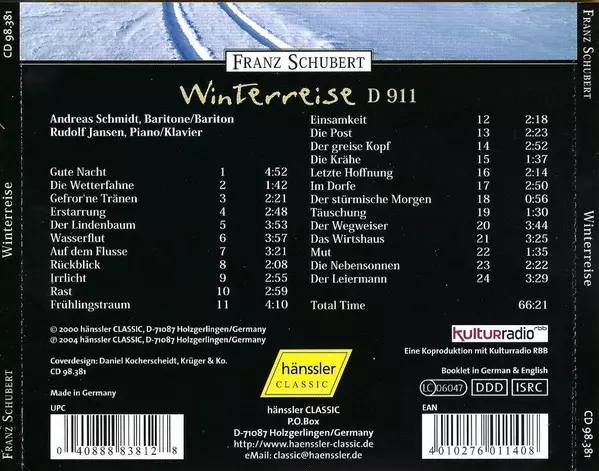 CD 98.381
Winterreise
FRANZ SCHUBERT
FRANZ SCHUBERT
Winterreise D 911
Andreas Schmidt, Baritone/Bariton
Rudolf Jansen, Piano/Klavier
Gute Nacht 1 4:52
Die Wetterfahne 2 1:42
Gefror'ne Tränen 3 2:21
Erstarrung 4 2:48
Der Lindenbaum 5 3:53
Wasserflut 6 3:57
Auf dem Flusse 7 3:21
Rückblick 8 2:08
Irrlicht 9 2:55
Rast 10 2:59
Frühlingstraum 11 4:10
Einsamkeit 12 2:18
Die Post 13 2:23
Der greise Kopf 14 2:52
Die Krähe 15 1:37
Letzte Hoffnung 16 2:14
Im Dorfe 17 2:50
Der stürmische Morgen 18 0:56
Täuschung 19 1:30
Der Wegweiser 20 3:44
Das Wirtshaus 21 3:25
Mut 22 1:35
Die Nebensonnen 23 2:22
Der Leiermann 24 3:29
Total Time 66:21
© 2000 hänssler CLASSIC, D-71087 Holzgerlingen/Germany
℗ 2004 hänssler CLASSIC, D-71087 Holzgerlingen/Germany
Coverdesign: Daniel Kocherscheidt, Krüger & Ko.
CD 98.381
Made in Germany
UPC
0 40888 83812 8
hänssler
CLASSIC
hänssler CLASSIC
P.O.Box
D-71087 Holzgerlingen/Germany
http://www.haenssler-classic.de
eMail: classic@haenssler.de
kulturradio rbb
Eine Koproduktion mit Kulturradio RBB
Booklet in German & English
LC 06047 DDD ISRC
EAN
4 010276 011408
FRANZ SCHUBERT
Winterreise
CD 98.381